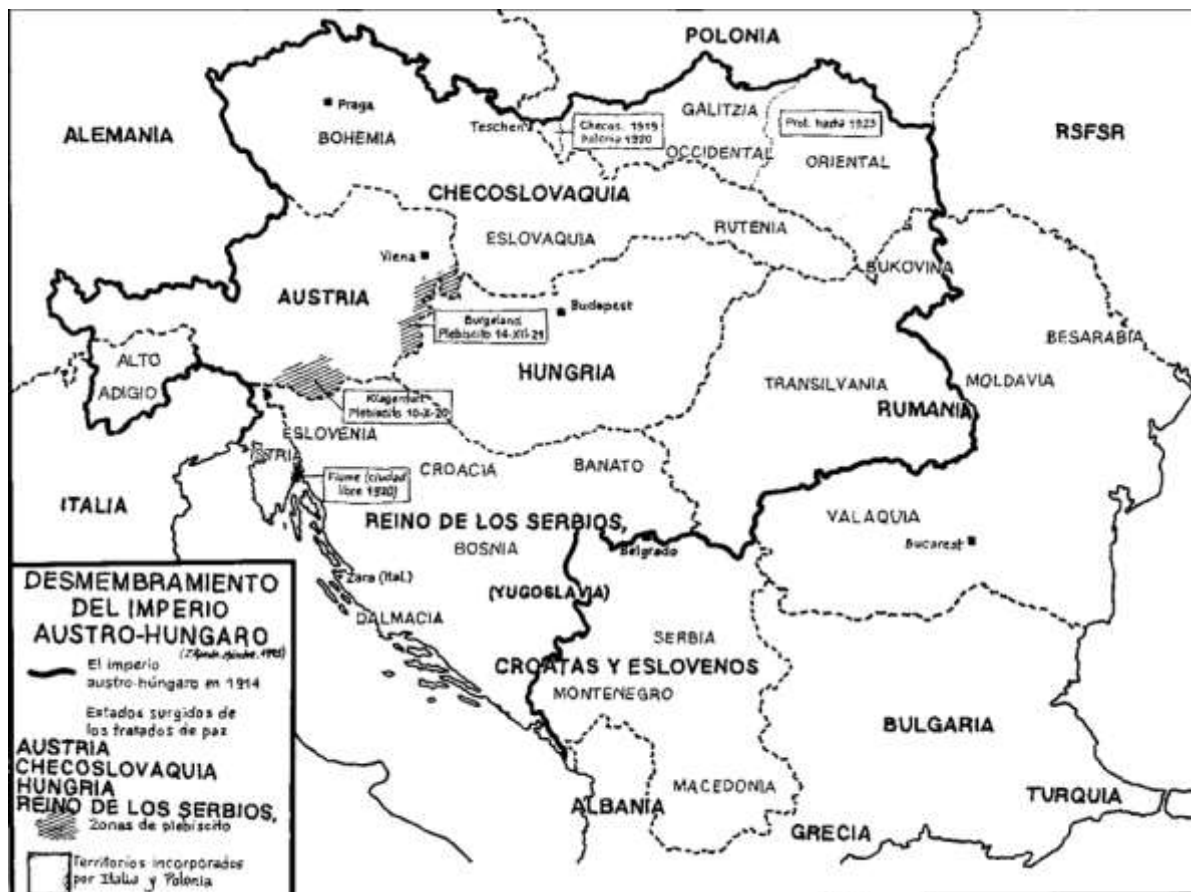 POLONIA
ALEMANIA
Praga
BOHEMIA
Teschen
Checos. 1919
Polonia 1920
GALITZIA
OCCIDENTAL
Prot. hasta 1923
ORIENTAL
RSFSR
CHECOSLOVAQUIA
ESLOVAQUIA
RUTENIA
BUKOVINA
Viena
AUSTRIA
Budapest
Burgeland
Plebiscito 14-XII-21
HUNGRIA
BESARABIA
ALTO
ADIGIO
Klagenfurt
Plebiscito 10-X-20
TRANSILVANIA
MOLDAVIA
RUMANIA
ESLOVENIA
ISTRIA
CROACIA
BANATO
Fiume (ciudad
libre 1920)
ITALIA
REINO DE LOS SERBIOS,
BOSNIA
Belgrado
VALAQUIA
Bucarest
Zara (Ital.)
(YUGOSLAVIA)
DALMACIA
SERBIA
CROATAS Y ESLOVENOS
MONTENEGRO
BULGARIA
MACEDONIA
ALBANIA
TURQUIA
GRECIA
DESMEMBRAMIENTO
DEL IMPERIO
AUSTRO-HUNGARO
El imperio
austro-húngaro en 1914
Estados surgidos de
los tratados de paz
AUSTRIA
CHECOSLOVAQUIA
HUNGRIA
REINO DE LOS SERBIOS,
Zonas de plebiscito
Territorios incorporados
por Italia y Polonia